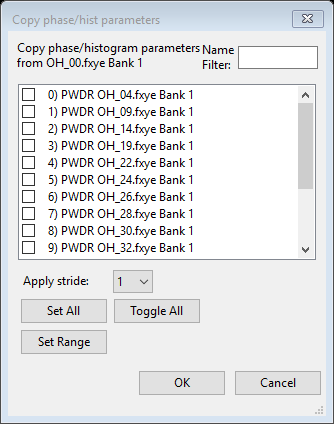 Copy phase/hist parameters
Copy phase/histogram parameters
from OH_00.fxye Bank 1
Name
Filter:
0) PWDR OH_04.fxye Bank 1
1) PWDR OH_09.fxye Bank 1
2) PWDR OH_14.fxye Bank 1
3) PWDR OH_19.fxye Bank 1
4) PWDR OH_22.fxye Bank 1
5) PWDR OH_24.fxye Bank 1
6) PWDR OH_26.fxye Bank 1
7) PWDR OH_28.fxye Bank 1
8) PWDR OH_30.fxye Bank 1
9) PWDR OH_32.fxye Bank 1
Apply stride: 1
Set All Toggle All
Set Range
OK Cancel